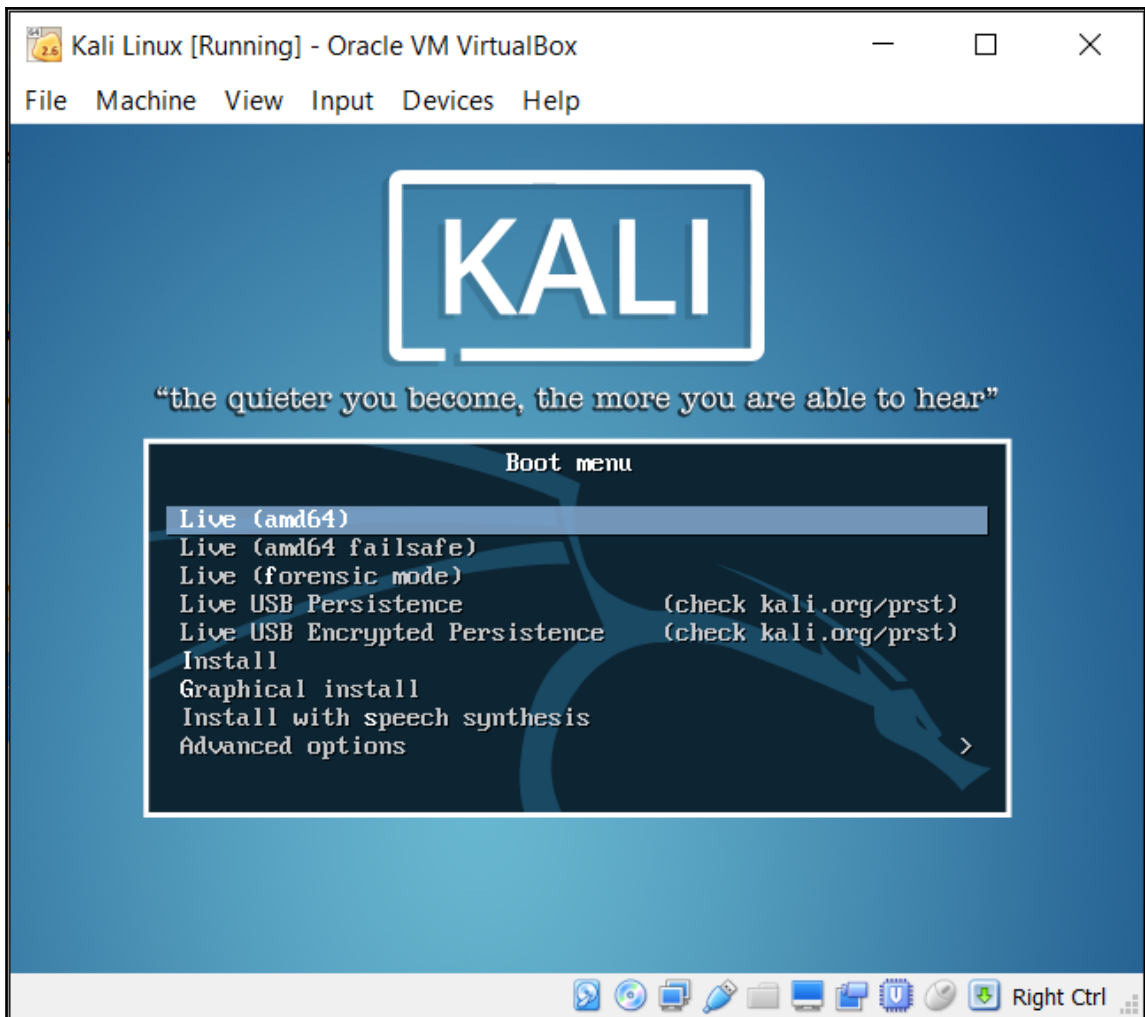 Kali Linux [Running] - Oracle VM VirtualBox
File Machine View Input Devices Help
KALI
“the quieter you become, the more you are able to hear”
Boot menu
Live (amd64)
Live (amd64 failsafe)
Live (forensic mode)
Live USB Persistence (check kali.org/prst)
Live USB Encrypted Persistence (check kali.org/prst)
Install
Graphical install
Install with speech synthesis
Advanced options >
Right Ctrl